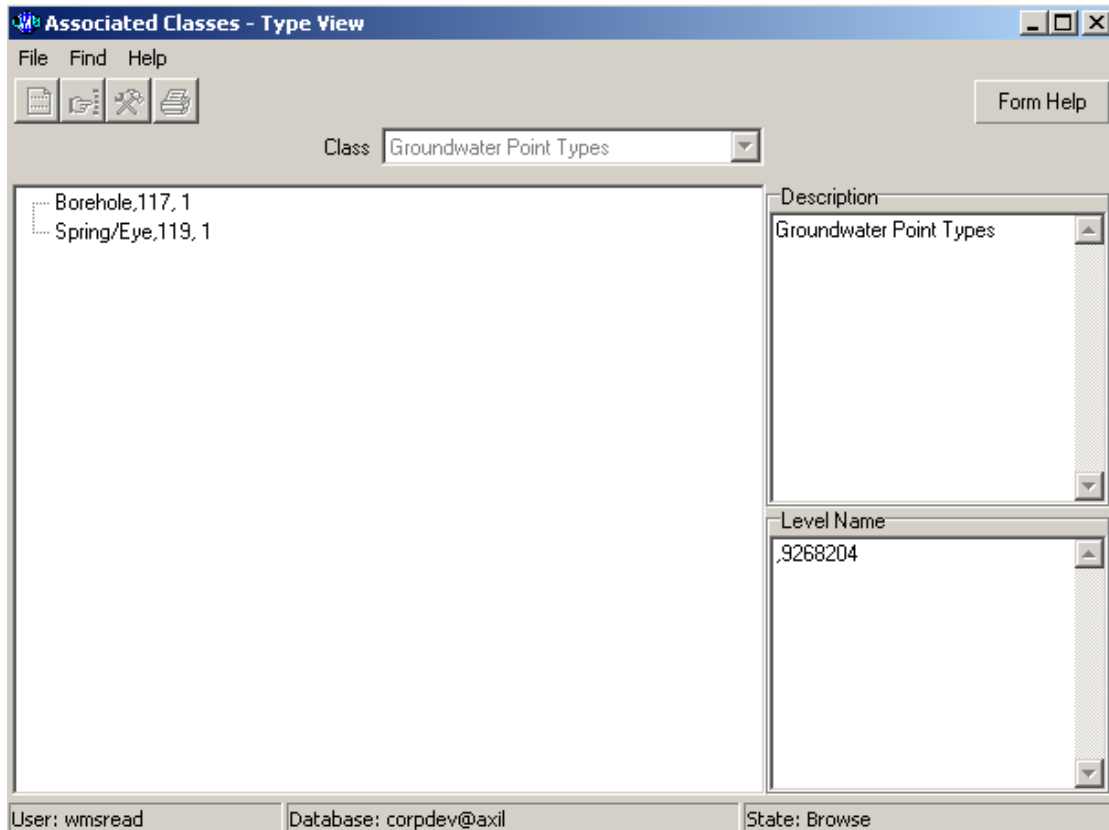 Associated Classes - Type View
File Find Help
Form Help
Class Groundwater Point Types
Borehole,117, 1
Spring/Eye,119, 1
Description
Groundwater Point Types
Level Name
,9268204
User: wmsread Database: corpdev@axil State: Browse